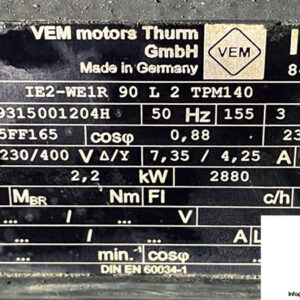 VEM motors Thurm
GmbH
Made in Germany
VEM
IE2-WE1R 90 L 2 TPM140
9315001204H 50 Hz 155 3
5FF165 cosφ 0,88 23
230/400 V Δ/Y 7,35 / 4,25 A
2,2 kW 2880
MBR Nm FI c/h
... / ... V
... / ... A
... min.-1 cosφ ...
DIN EN 60034-1